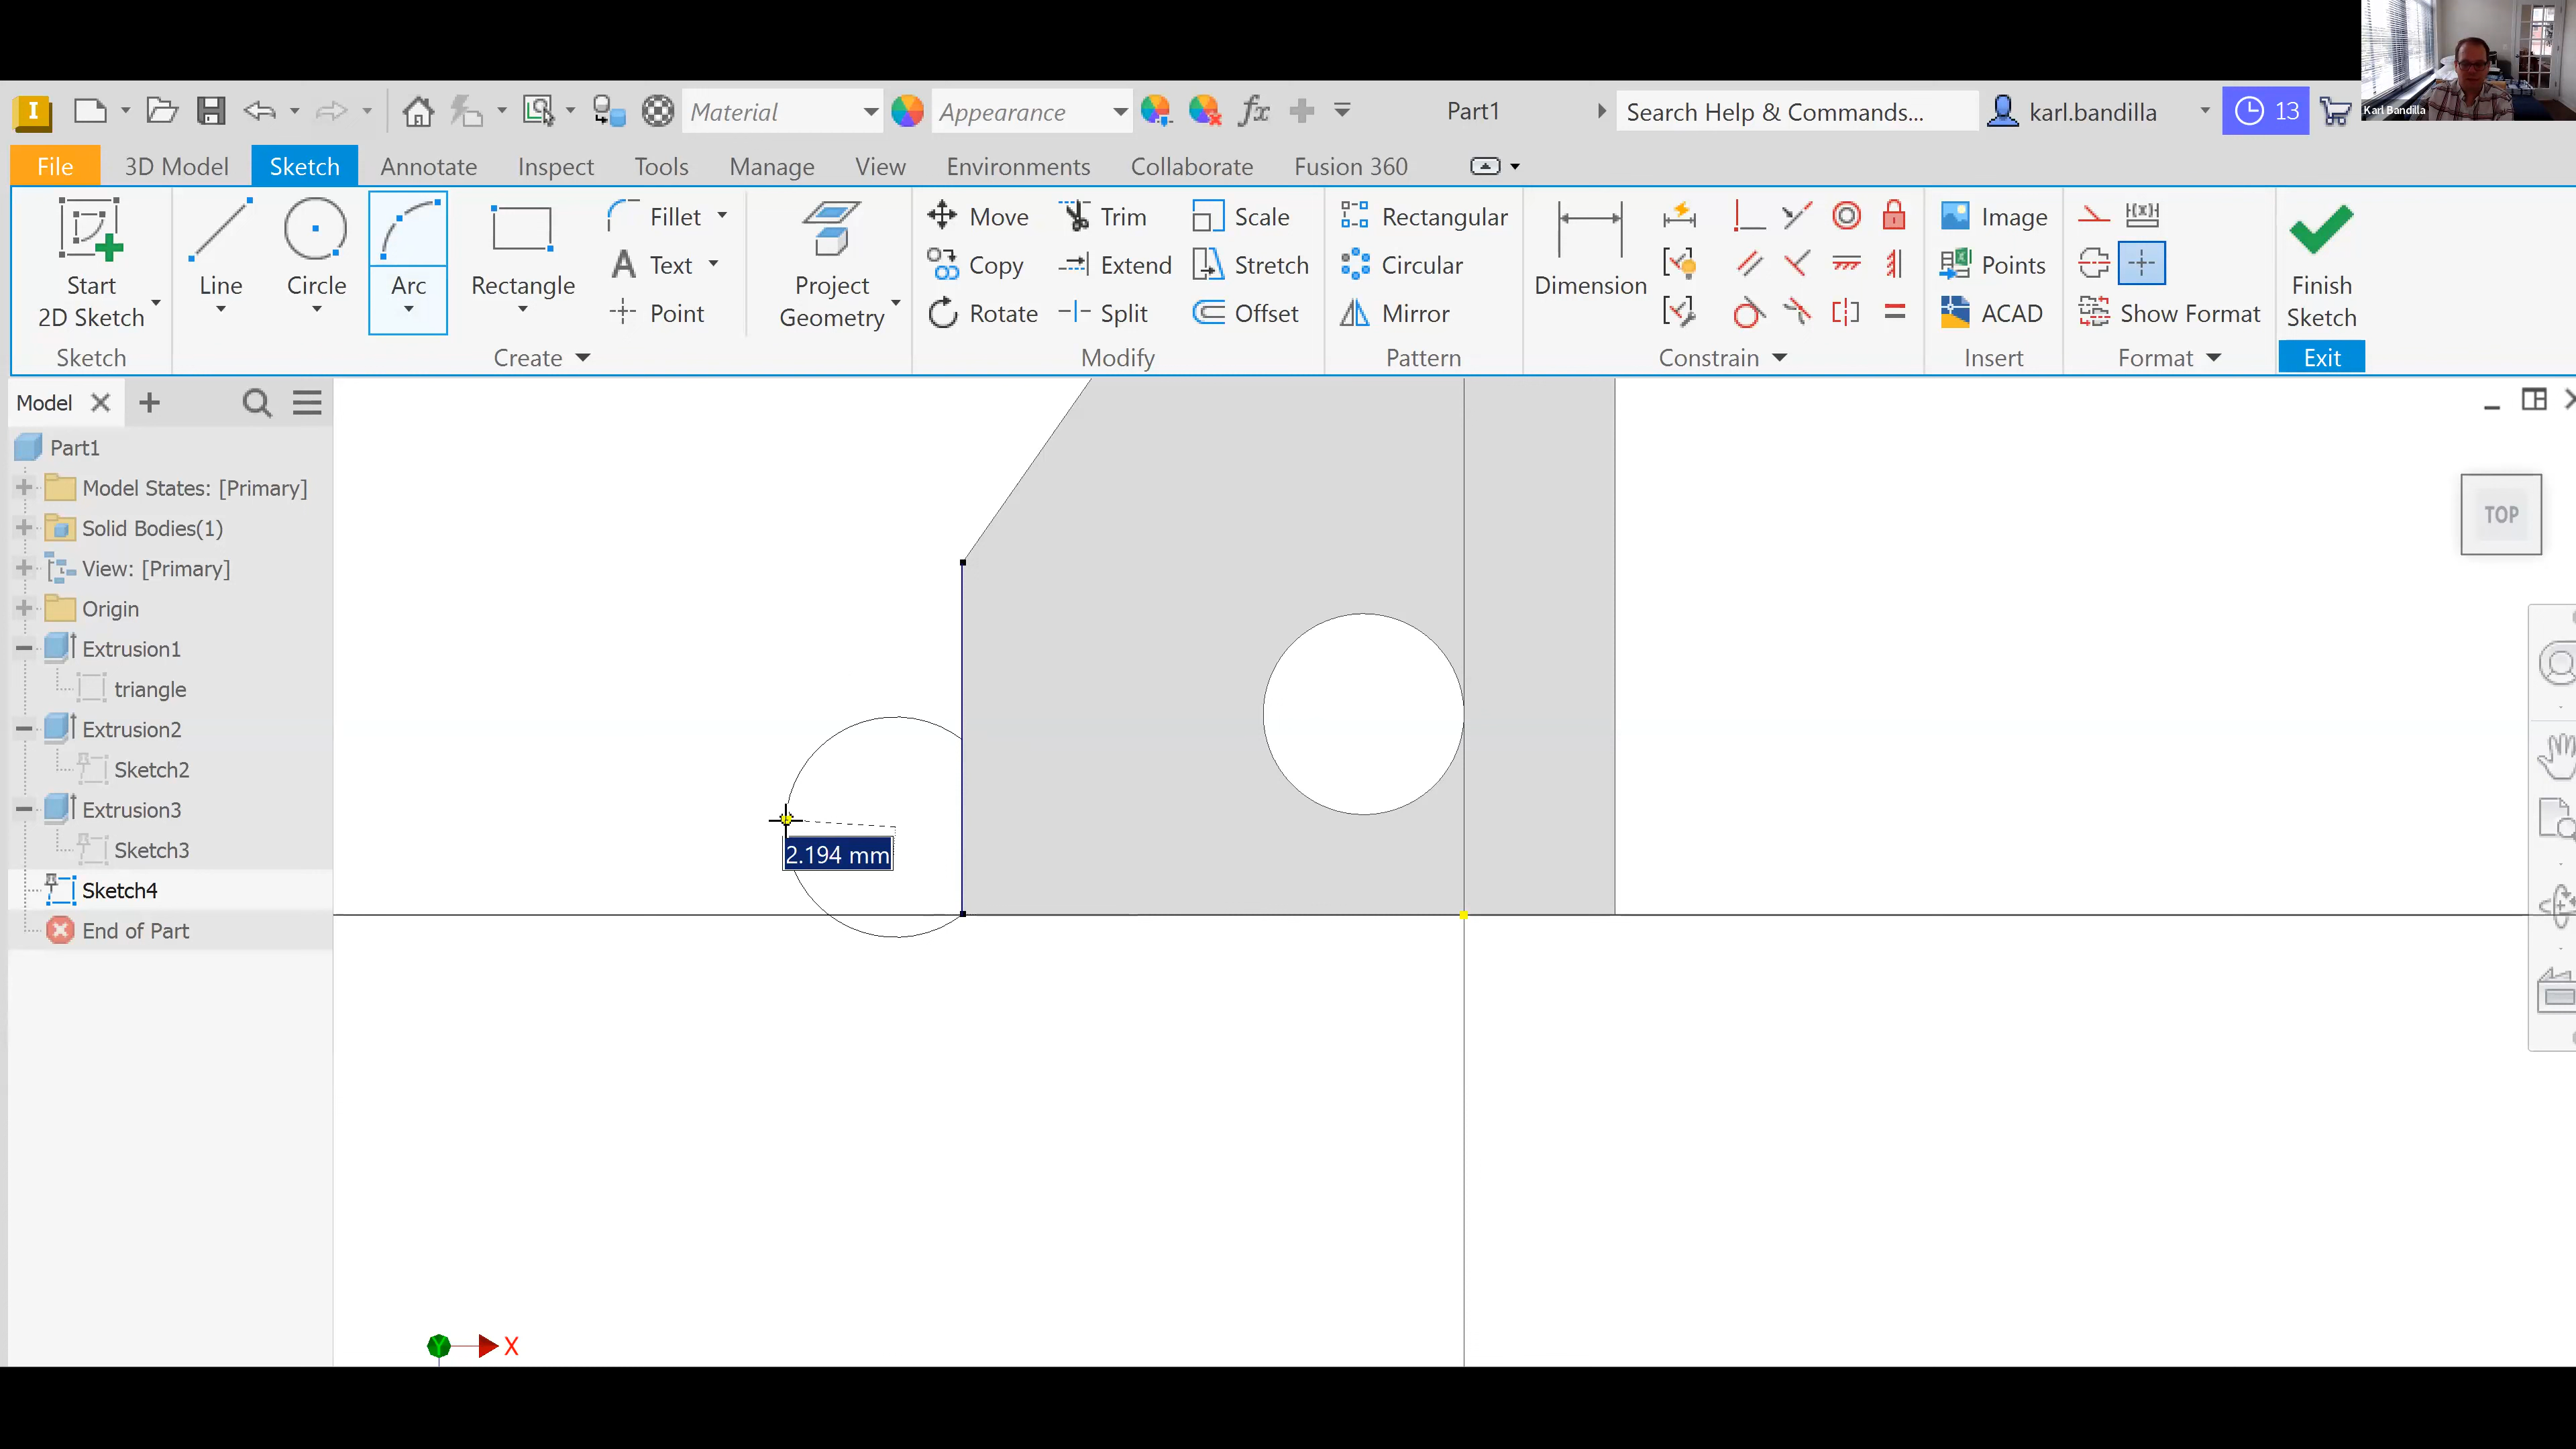 Karl Bandilla
I
Material
Appearance
fx
Part1
Search Help & Commands...
karl.bandilla
13
File
3D Model
Sketch
Annotate
Inspect
Tools
Manage
View
Environments
Collaborate
Fusion 360
Start
2D Sketch
Line
Circle
Arc
Rectangle
Fillet
A Text
Point
Project
Geometry
Move
Copy
Rotate
Trim
Extend
Split
Scale
Stretch
Offset
Rectangular
Circular
Mirror
Dimension
Image
Points
ACAD
Show Format
Finish
Sketch
Sketch
Create
Modify
Pattern
Constrain
Insert
Format
Exit
Model
Part1
Model States: [Primary]
Solid Bodies(1)
View: [Primary]
Origin
Extrusion1
triangle
Extrusion2
Sketch2
Extrusion3
Sketch3
Sketch4
End of Part
TOP
2.194 mm
Y
X